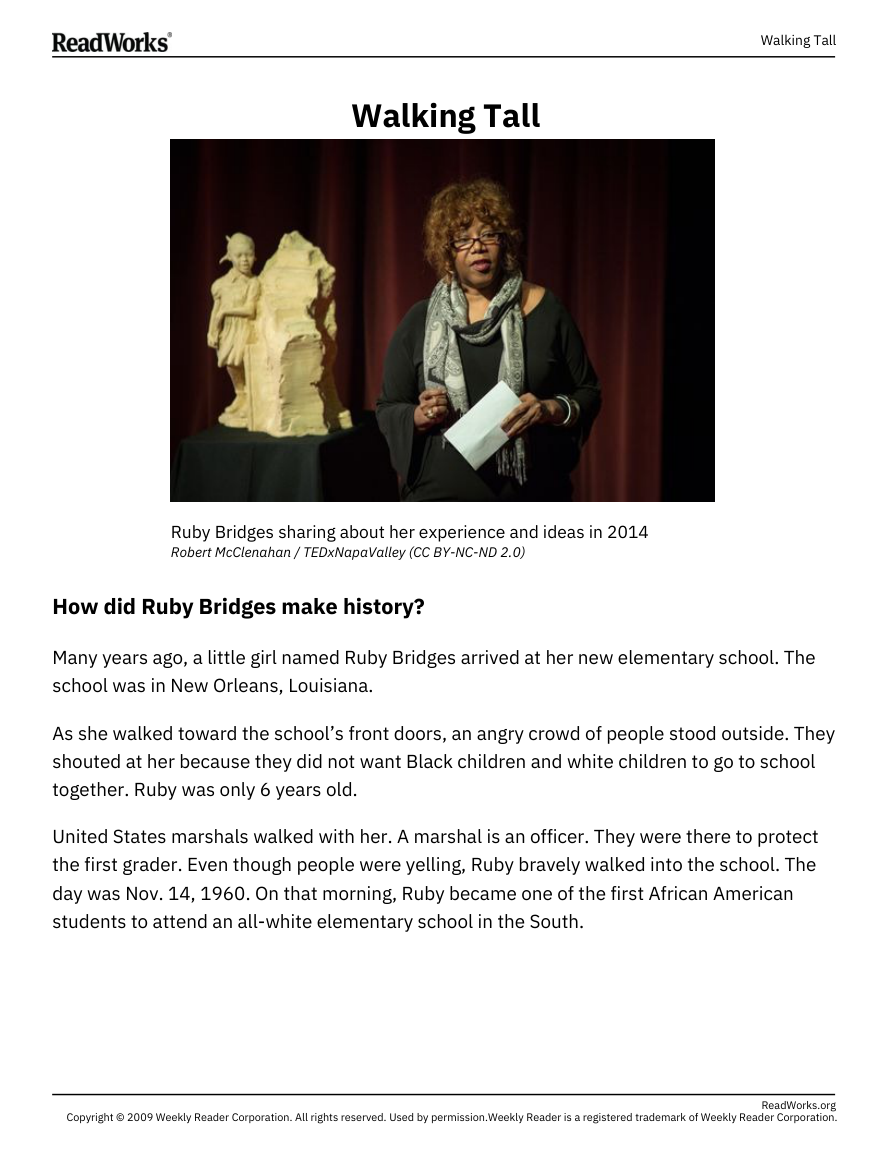 ReadWorks®
Walking Tall
Walking Tall
Ruby Bridges sharing about her experience and ideas in 2014
Robert McClenahan / TEDxNapaValley (CC BY-NC-ND 2.0)
How did Ruby Bridges make history?
Many years ago, a little girl named Ruby Bridges arrived at her new elementary school. The
school was in New Orleans, Louisiana.
As she walked toward the school’s front doors, an angry crowd of people stood outside. They
shouted at her because they did not want Black children and white children to go to school
together. Ruby was only 6 years old.
United States marshals walked with her. A marshal is an officer. They were there to protect
the first grader. Even though people were yelling, Ruby bravely walked into the school. The
day was Nov. 14, 1960. On that morning, Ruby became one of the first African American
students to attend an all-white elementary school in the South.
ReadWorks.org
Copyright © 2009 Weekly Reader Corporation. All rights reserved. Used by permission.Weekly Reader is a registered trademark of Weekly Reader Corporation.